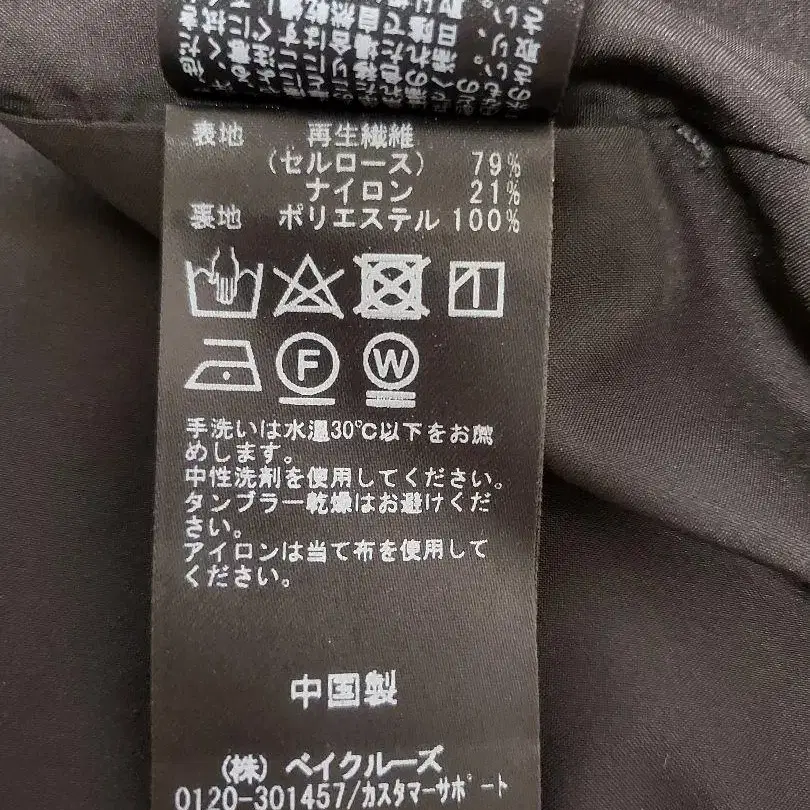 表地 再生繊維
(セルロース) 79%
ナイロン 21%
裏地 ポリエステル 100%
F W
手洗いは水温30℃以下をお薦
めします。
中性洗剤を使用してください。
タンブラー乾燥はお避けくだ
さい。
アイロンは当て布を使用して
ください。
中国製
(株) ベイクルーズ
0120-301457/カスタマーサポート